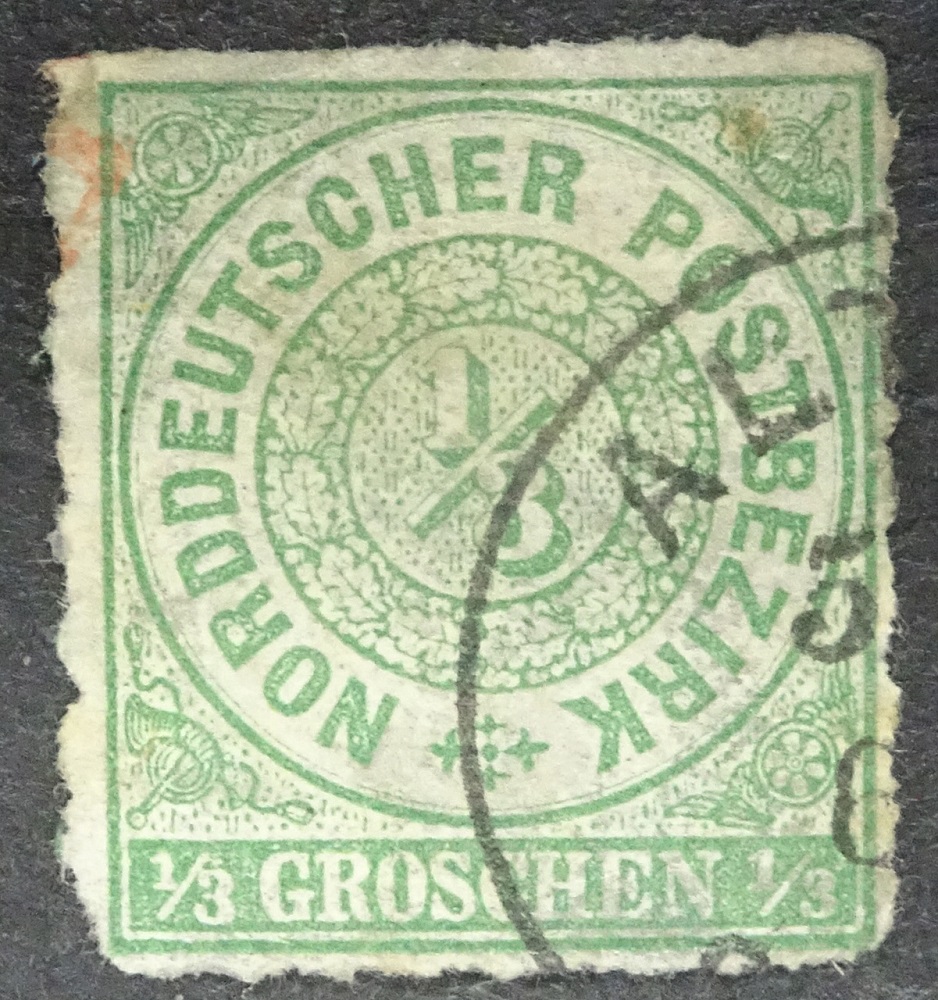 NORDDEUTSCHER POSTBEZIRK
1/3
1/3 GROSCHEN 1/3